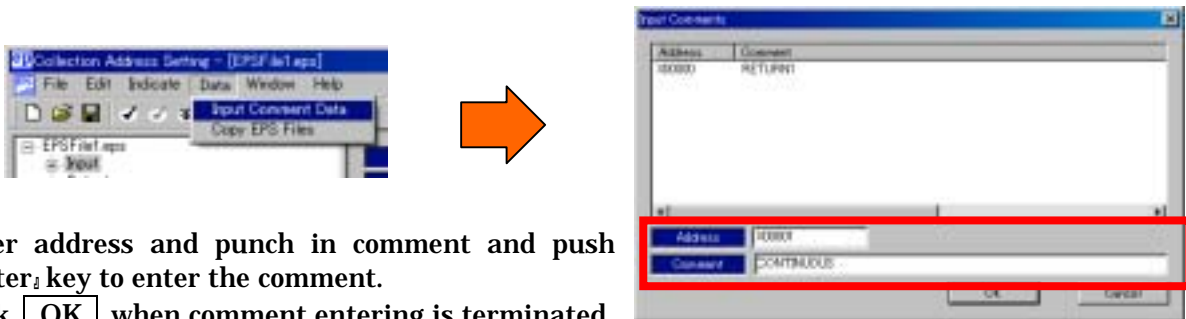 Collection Address Setting - [EPSFile1.eps]
File Edit Indicate Data Window Help
Input Comment Data
Copy EPS Files
EPSFile1.eps
Input
Input Comments
Address Comment
RETURN1
Address
Comment CONTINUOUS
OK Cancel
er address and punch in comment and push
ter』key to enter the comment.
k OK when comment entering is terminated